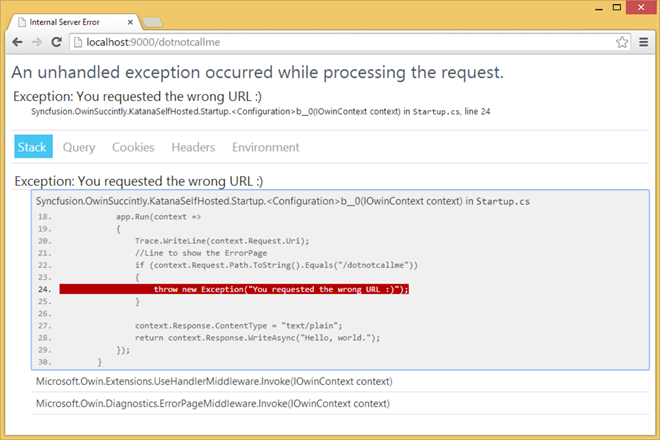 Internal Server Error
localhost:9000/dotnotcallme
An unhandled exception occurred while processing the request.
Exception: You requested the wrong URL :)
Syncfusion.OwinSuccintly.KatanaSelfHosted.Startup.<Configuration>b__0(IOwinContext context) in Startup.cs, line 24
Stack Query Cookies Headers Environment
Exception: You requested the wrong URL :)
Syncfusion.OwinSuccintly.KatanaSelfHosted.Startup.<Configuration>b__0(IOwinContext context) in Startup.cs
18. app.Run(context =>
19. {
20. Trace.WriteLine(context.Request.Uri);
21. //Line to show the ErrorPage
22. if (context.Request.Path.ToString().Equals("/dotnotcallme"))
23. {
24. throw new Exception("You requested the wrong URL :)");
25. }
26.
27. context.Response.ContentType = "text/plain";
28. return context.Response.WriteAsync("Hello, world.");
29. });
30. }
Microsoft.Owin.Extensions.UseHandlerMiddleware.Invoke(IOwinContext context)
Microsoft.Owin.Diagnostics.ErrorPageMiddleware.Invoke(IOwinContext context)